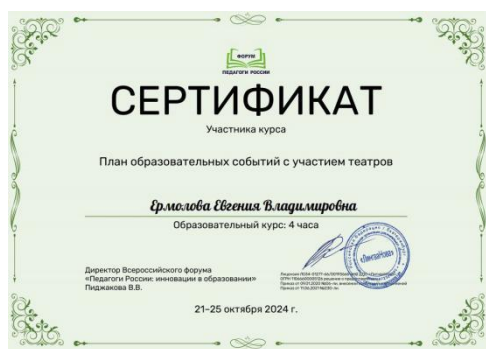 ФОРУМ
ПЕДАГОГИ РОССИИ
СЕРТИФИКАТ
Участника курса
План образовательных событий с участием театров
Ермолова Евгения Владимировна
Образовательный курс: 4 часа
Директор Всероссийского форума
«Педагоги России: инновации в образовании»
Пиджакова В.В.
«ЛингваНова»
21–25 октября 2024 г.